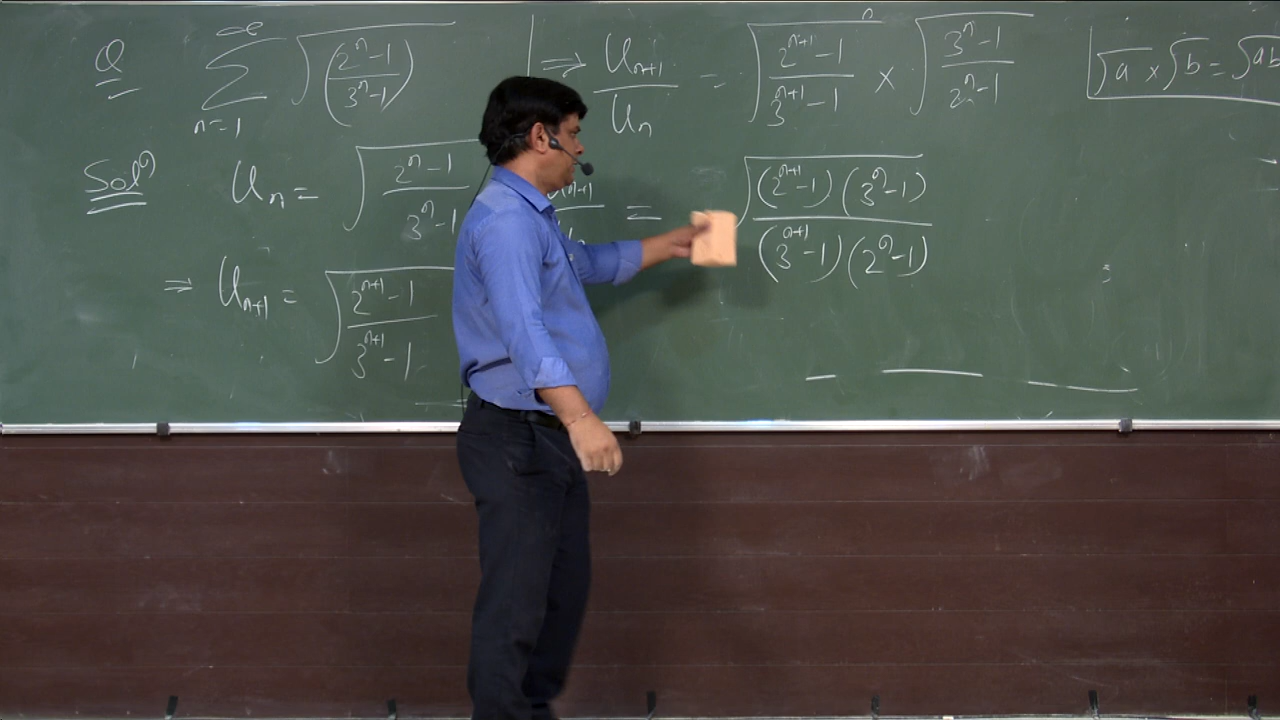 Q ∑_{n=1}^{∞} √((2^n-1)/(3^n-1))
Solⁿ U_n = √((2^n-1)/(3^n-1))
⇒ U_{n+1} = √((2^{n+1}-1)/(3^{n+1}-1))
⇒ U_{n+1}/U_n = √((2^{n+1}-1)/(3^{n+1}-1)) × √((3^n-1)/(2^n-1))
= √(((2^{n+1}-1)(3^n-1))/((3^{n+1}-1)(2^n-1)))
√a × √b = √ab